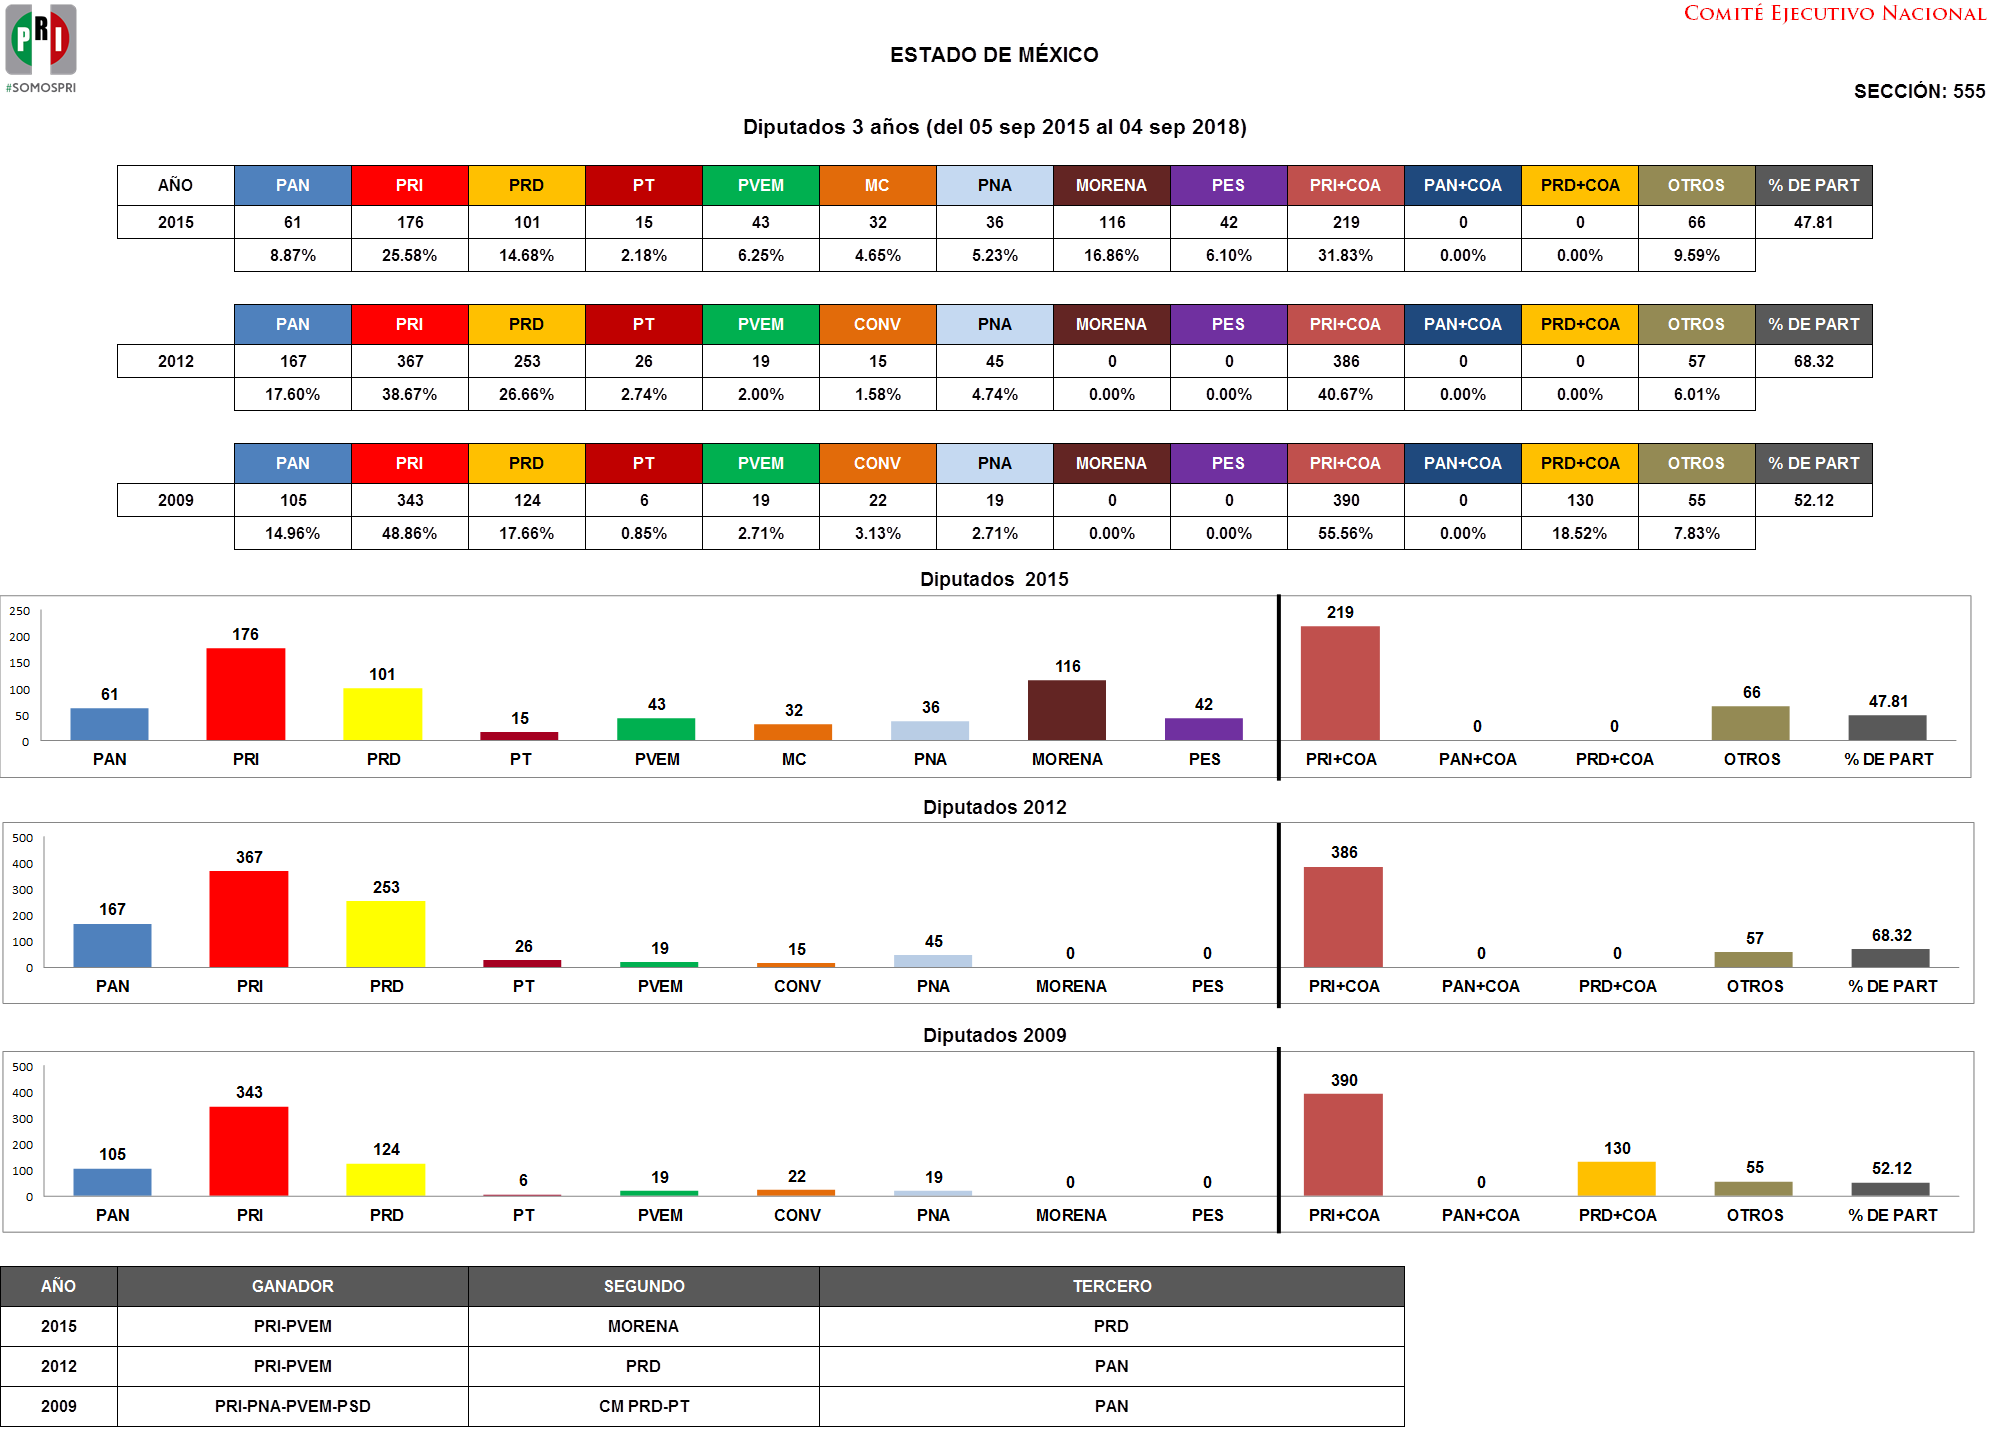 PRI
#SOMOSPRI
COMITÉ EJECUTIVO NACIONAL
ESTADO DE MÉXICO
SECCIÓN: 555
Diputados 3 años (del 05 sep 2015 al 04 sep 2018)
AÑO PAN PRI PRD PT PVEM MC PNA MORENA PES PRI+COA PAN+COA PRD+COA OTROS % DE PART
2015 61 176 101 15 43 32 36 116 42 219 0 0 66 47.81
8.87% 25.58% 14.68% 2.18% 6.25% 4.65% 5.23% 16.86% 6.10% 31.83% 0.00% 0.00% 9.59%
PAN PRI PRD PT PVEM CONV PNA MORENA PES PRI+COA PAN+COA PRD+COA OTROS % DE PART
2012 167 367 253 26 19 15 45 0 0 386 0 0 57 68.32
17.60% 38.67% 26.66% 2.74% 2.00% 1.58% 4.74% 0.00% 0.00% 40.67% 0.00% 0.00% 6.01%
PAN PRI PRD PT PVEM CONV PNA MORENA PES PRI+COA PAN+COA PRD+COA OTROS % DE PART
2009 105 343 124 6 19 22 19 0 0 390 0 130 55 52.12
14.96% 48.86% 17.66% 0.85% 2.71% 3.13% 2.71% 0.00% 0.00% 55.56% 0.00% 18.52% 7.83%
Diputados 2015
250
200
150
100
50
0
61 176 101 15 43 32 36 116 42 219 0 0 66 47.81
PAN PRI PRD PT PVEM MC PNA MORENA PES PRI+COA PAN+COA PRD+COA OTROS % DE PART
Diputados 2012
500
400
300
200
100
0
167 367 253 26 19 15 45 0 0 386 0 0 57 68.32
PAN PRI PRD PT PVEM CONV PNA MORENA PES PRI+COA PAN+COA PRD+COA OTROS % DE PART
Diputados 2009
500
400
300
200
100
0
105 343 124 6 19 22 19 0 0 390 0 130 55 52.12
PAN PRI PRD PT PVEM CONV PNA MORENA PES PRI+COA PAN+COA PRD+COA OTROS % DE PART
AÑO GANADOR SEGUNDO TERCERO
2015 PRI-PVEM MORENA PRD
2012 PRI-PVEM PRD PAN
2009 PRI-PNA-PVEM-PSD CM PRD-PT PAN